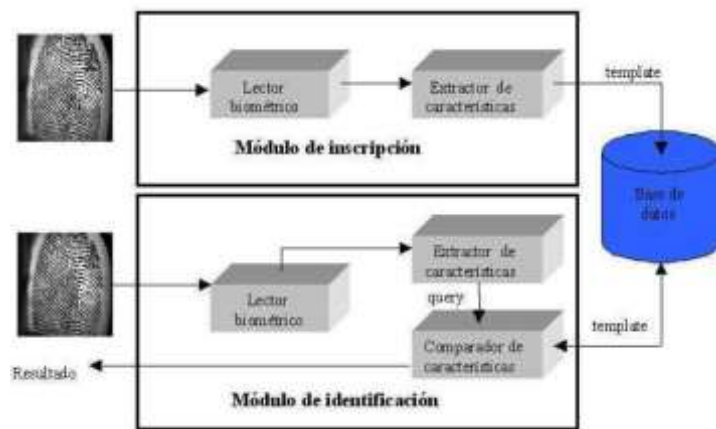 Lector
biométrico
Extractor de
características
template
Módulo de inscripción
Base de
datos
Extractor de
características
query
Lector
biométrico
Comparador de
características
template
Resultado
Módulo de identificación